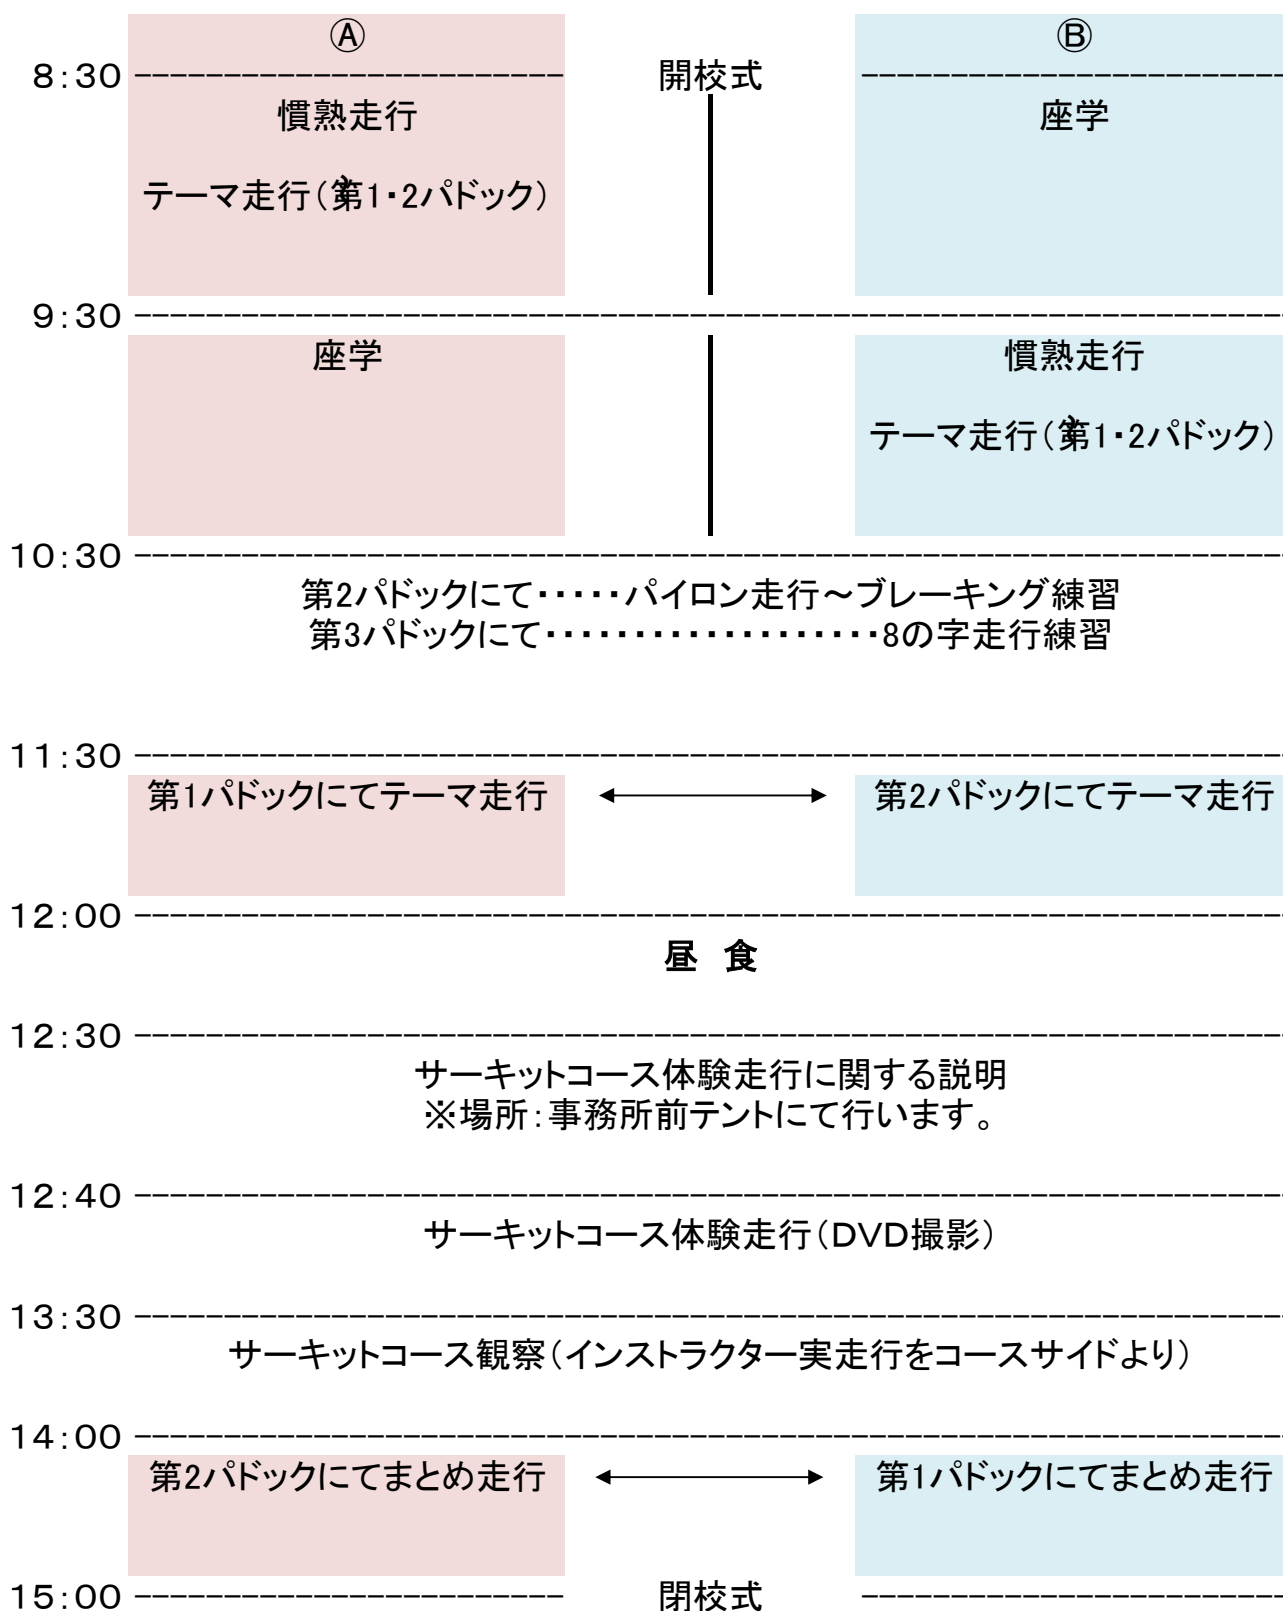 Ⓐ Ⓑ
8:30 開校式
慣熟走行 座学
テーマ走行(第1・2パドック)
9:30
座学 慣熟走行
テーマ走行(第1・2パドック)
10:30
第2パドックにて・・・・・パイロン走行～ブレーキング練習
第3パドックにて・・・・・・・・・・・・・・・・・・・8の字走行練習
11:30
第1パドックにてテーマ走行 第2パドックにてテーマ走行
12:00
昼 食
12:30
サーキットコース体験走行に関する説明
※場所:事務所前テントにて行います。
12:40
サーキットコース体験走行(DVD撮影)
13:30
サーキットコース観察(インストラクター実走行をコースサイドより)
14:00
第2パドックにてまとめ走行 第1パドックにてまとめ走行
15:00 閉校式